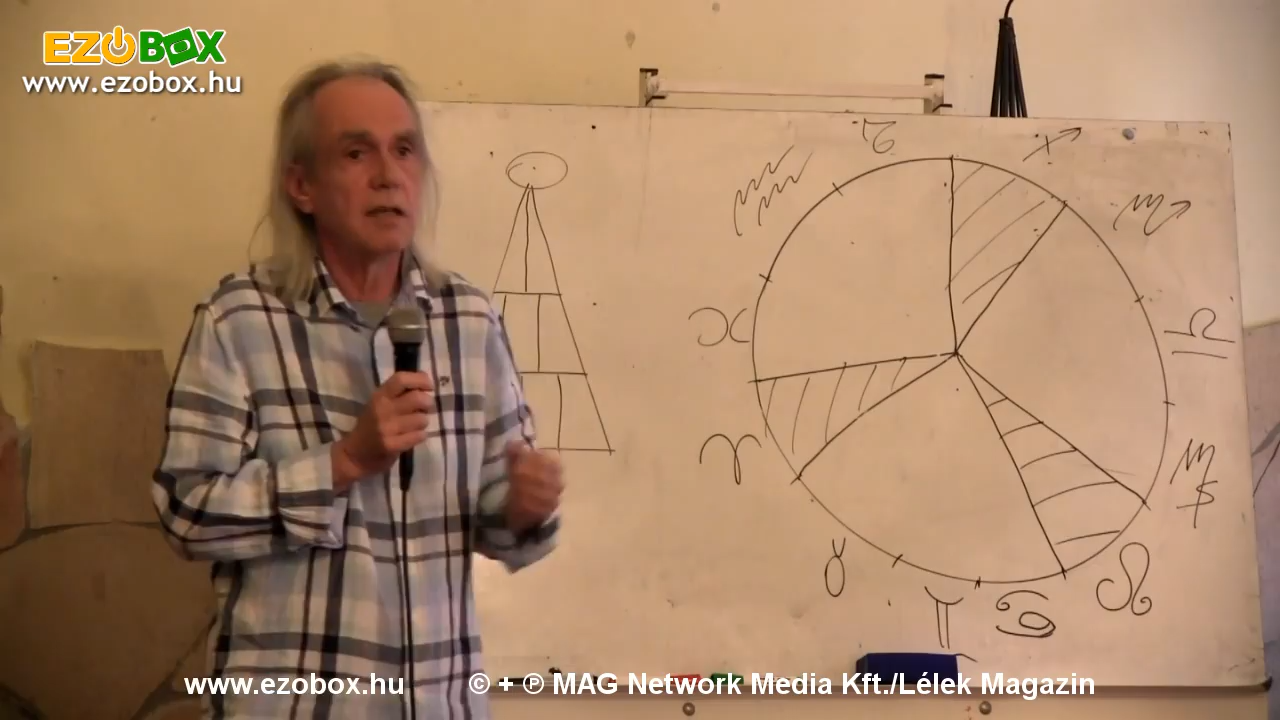 EZOBOX
www.ezobox.hu
♑ ♐
♒ ♏
♓ ♎
♈ ♍
♉ ♊ ♋ ♌
www.ezobox.hu © + ℗ MAG Network Media Kft./Lélek Magazin